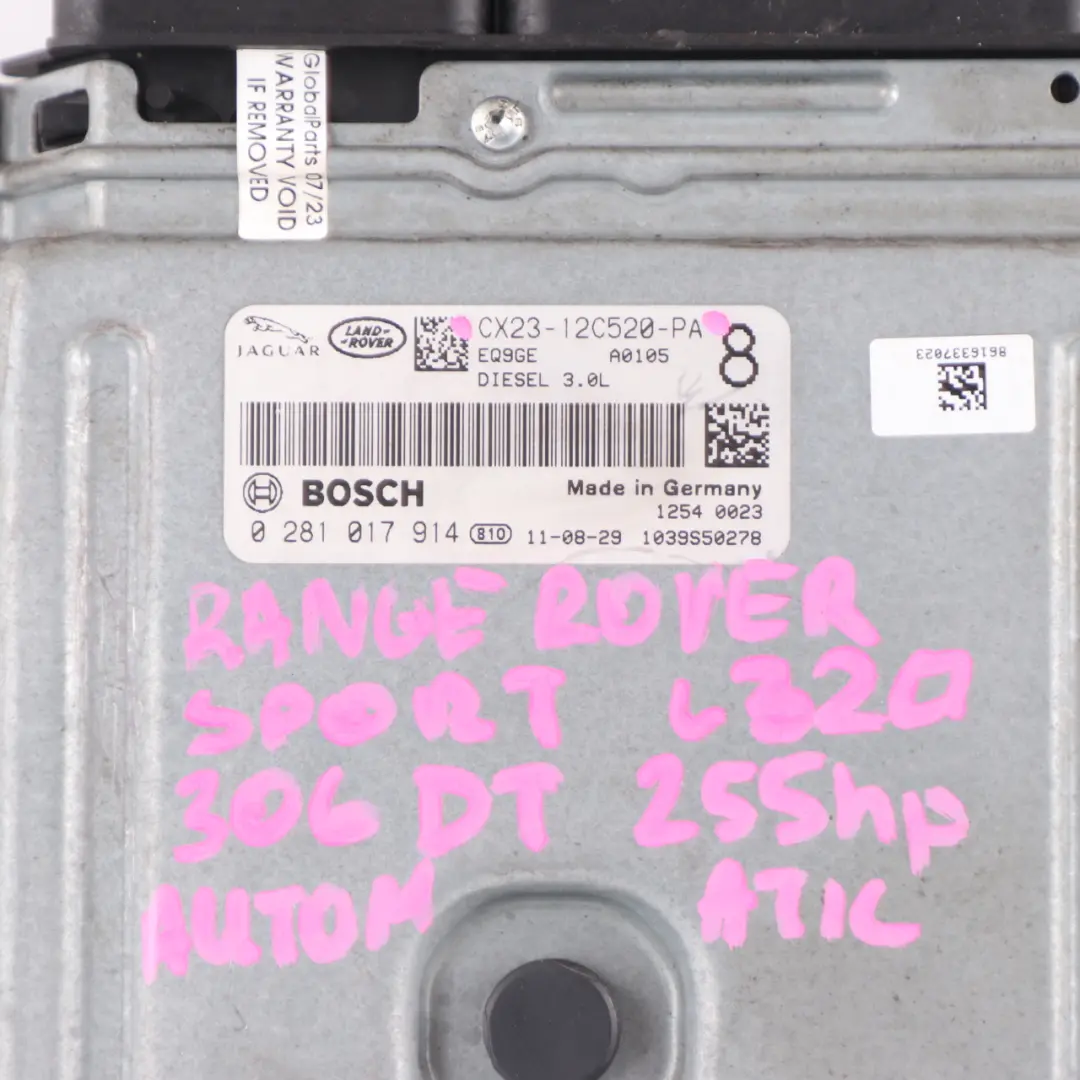 GlobalParts 07/23
WARRANTY VOID
IF REMOVED
JAGUAR
LAND-
-ROVER
CX23-12C520-PA
EQ9GE A0105
8
DIESEL 3.0L
8616337023
BOSCH
Made in Germany
1254 0023
0 281 017 914 B10 11-08-29 1039S50278
RANGE ROVER
SPORT L320
306 DT 255hp
AUTOM ATIC